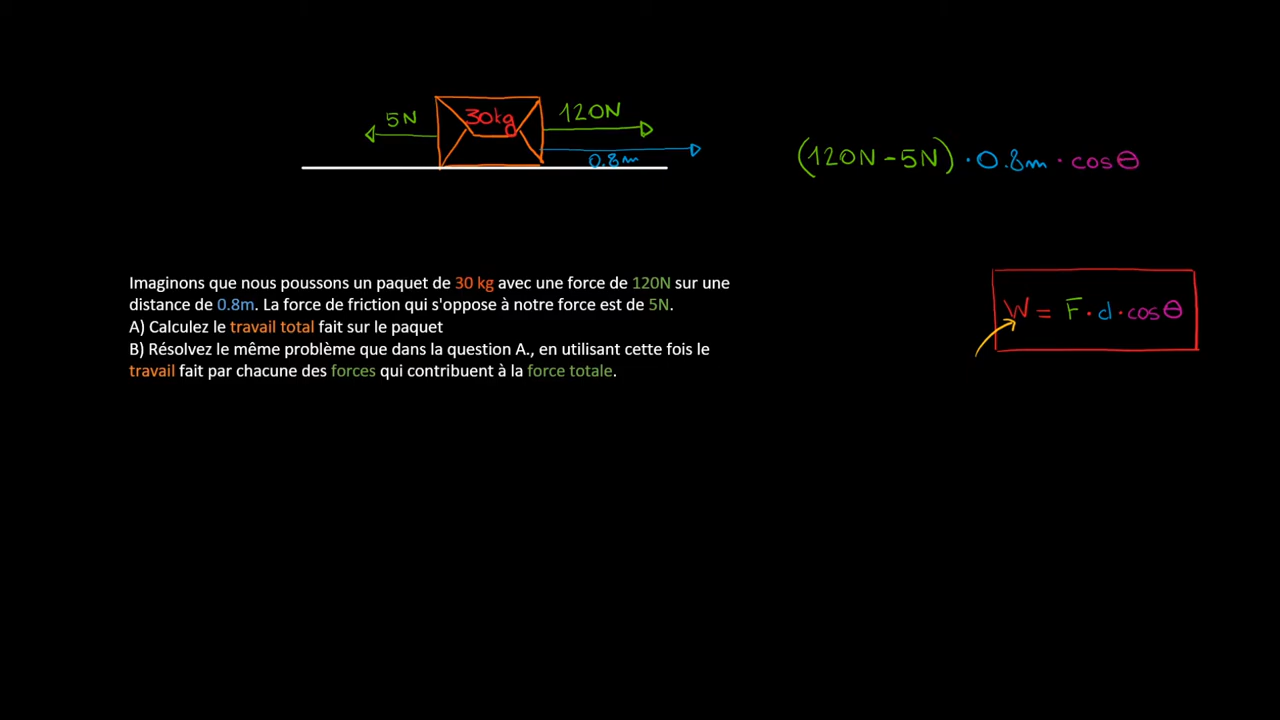 5N
30kg
120N
0.8m
(120N - 5N) · 0.8m · cosθ
Imaginons que nous poussons un paquet de 30 kg avec une force de 120N sur une
distance de 0.8m. La force de friction qui s'oppose à notre force est de 5N.
A) Calculez le travail total fait sur le paquet
B) Résolvez le même problème que dans la question A., en utilisant cette fois le
travail fait par chacune des forces qui contribuent à la force totale.
W = F · d · cosθ